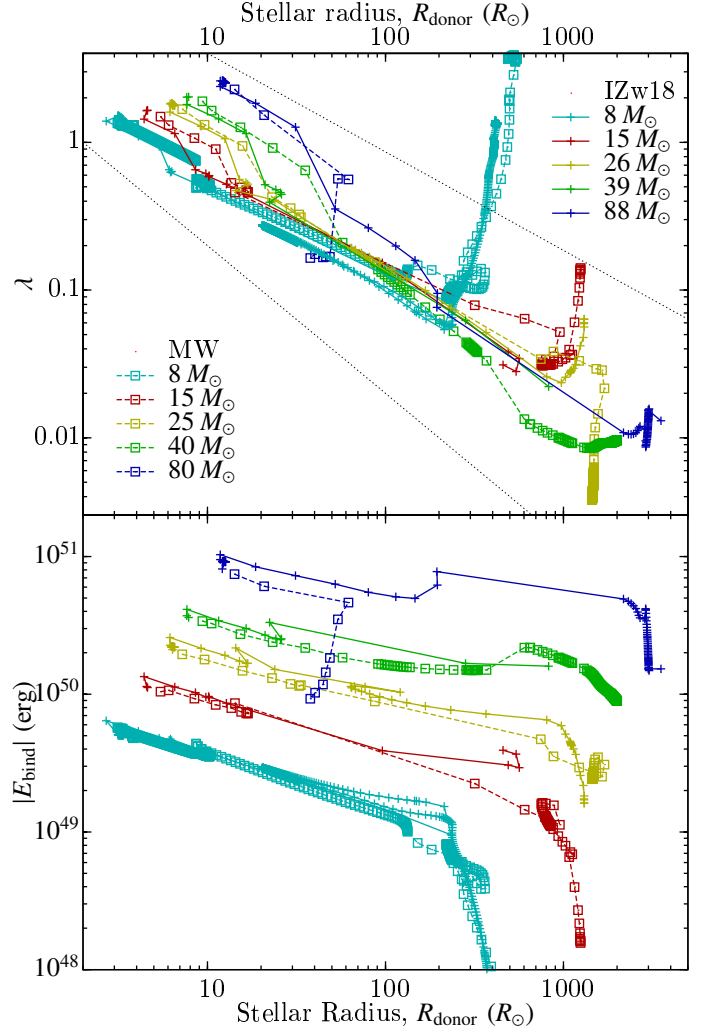 Stellar radius, R_donor (R_⊙)
10 100 1000
1
0.1
0.01
λ
IZw18
8 M_⊙
15 M_⊙
26 M_⊙
39 M_⊙
88 M_⊙
MW
8 M_⊙
15 M_⊙
25 M_⊙
40 M_⊙
80 M_⊙
10^51
10^50
10^49
10^48
|E_bind| (erg)
10 100 1000
Stellar Radius, R_donor (R_⊙)